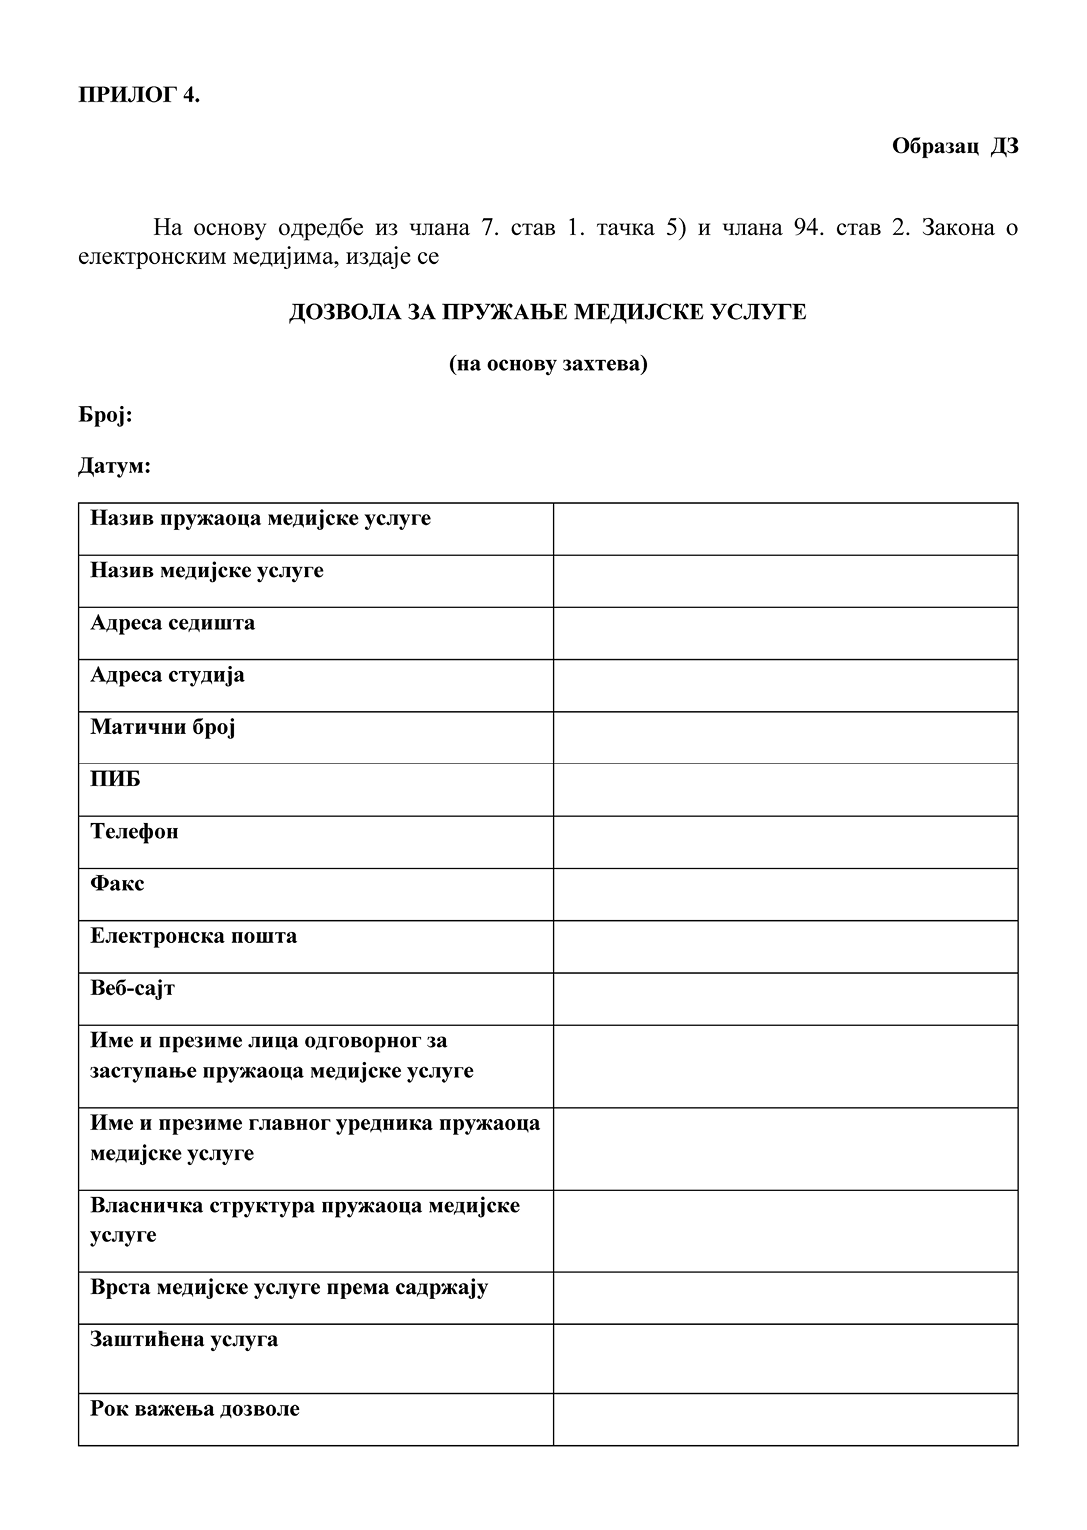 ПРИЛОГ 4.
Образац ДЗ
На основу одредбе из члана 7. став 1. тачка 5) и члана 94. став 2. Закона о
електронским медијима, издаје се
ДОЗВОЛА ЗА ПРУЖАЊЕ МЕДИЈСКЕ УСЛУГЕ
(на основу захтева)
Број:
Датум:
Назив пружаоца медијске услуге
Назив медијске услуге
Адреса седишта
Адреса студија
Матични број
ПИБ
Телефон
Факс
Електронска пошта
Веб-сајт
Име и презиме лица одговорног за
заступање пружаоца медијске услуге
Име и презиме главног уредника пружаоца
медијске услуге
Власничка структура пружаоца медијске
услуге
Врста медијске услуге према садржају
Заштићена услуга
Рок важења дозволе